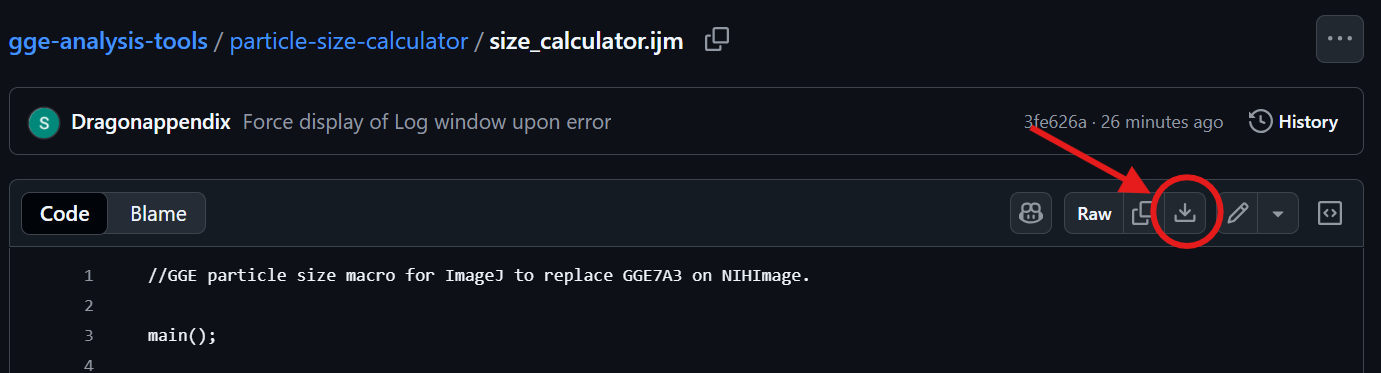 gge-analysis-tools / particle-size-calculator / size_calculator.ijm
S Dragonappendix Force display of Log window upon error 3fe626a · 26 minutes ago History
Code Blame Raw
1 //GGE particle size macro for ImageJ to replace GGE7A3 on NIHImage.
2
3 main();
4